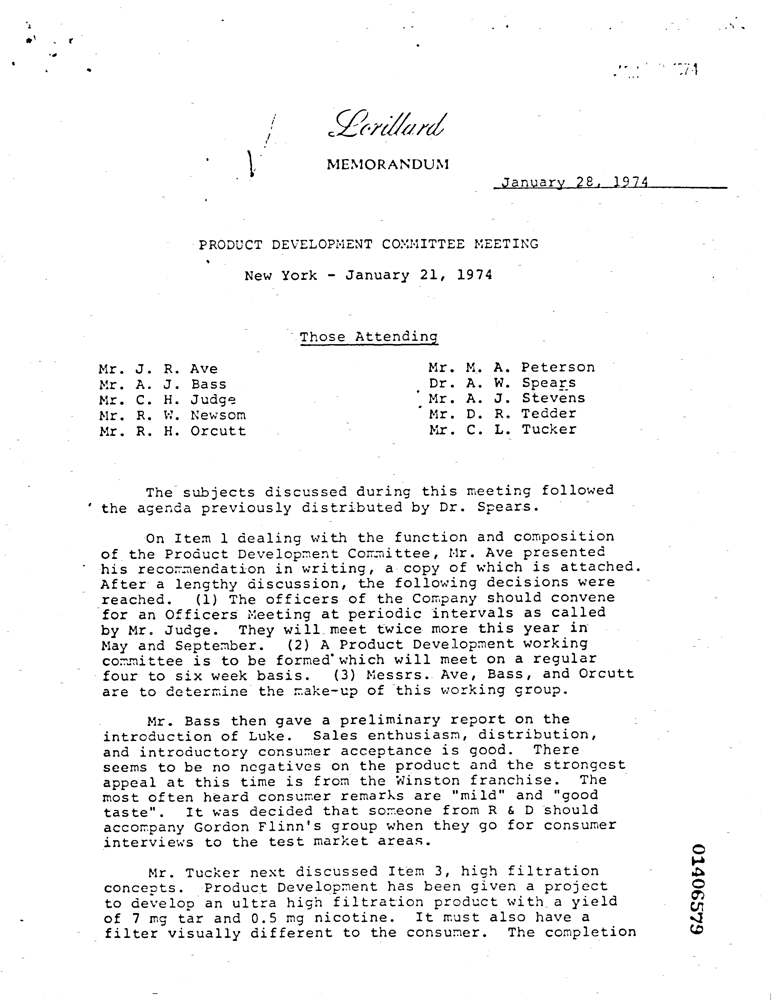 Lorillard
MEMORANDUM
January 28, 1974
PRODUCT DEVELOPMENT COMMITTEE MEETING
New York - January 21, 1974
Those Attending
Mr. J. R. Ave
Mr. A. J. Bass
Mr. C. H. Judge
Mr. R. W. Newsom
Mr. R. H. Orcutt
Mr. M. A. Peterson
Dr. A. W. Spears
Mr. A. J. Stevens
Mr. D. R. Tedder
Mr. C. L. Tucker
The subjects discussed during this meeting followed
the agenda previously distributed by Dr. Spears.
On Item 1 dealing with the function and composition
of the Product Development Committee, Mr. Ave presented
his recommendation in writing, a copy of which is attached.
After a lengthy discussion, the following decisions were
reached. (1) The officers of the Company should convene
for an Officers Meeting at periodic intervals as called
by Mr. Judge. They will meet twice more this year in
May and September. (2) A Product Development working
committee is to be formed which will meet on a regular
four to six week basis. (3) Messrs. Ave, Bass, and Orcutt
are to determine the make-up of this working group.
Mr. Bass then gave a preliminary report on the
introduction of Luke. Sales enthusiasm, distribution,
and introductory consumer acceptance is good. There
seems to be no negatives on the product and the strongest
appeal at this time is from the Winston franchise. The
most often heard consumer remarks are "mild" and "good
taste". It was decided that someone from R & D should
accompany Gordon Flinn's group when they go for consumer
interviews to the test market areas.
Mr. Tucker next discussed Item 3, high filtration
concepts. Product Development has been given a project
to develop an ultra high filtration product with a yield
of 7 mg tar and 0.5 mg nicotine. It must also have a
filter visually different to the consumer. The completion
01406579